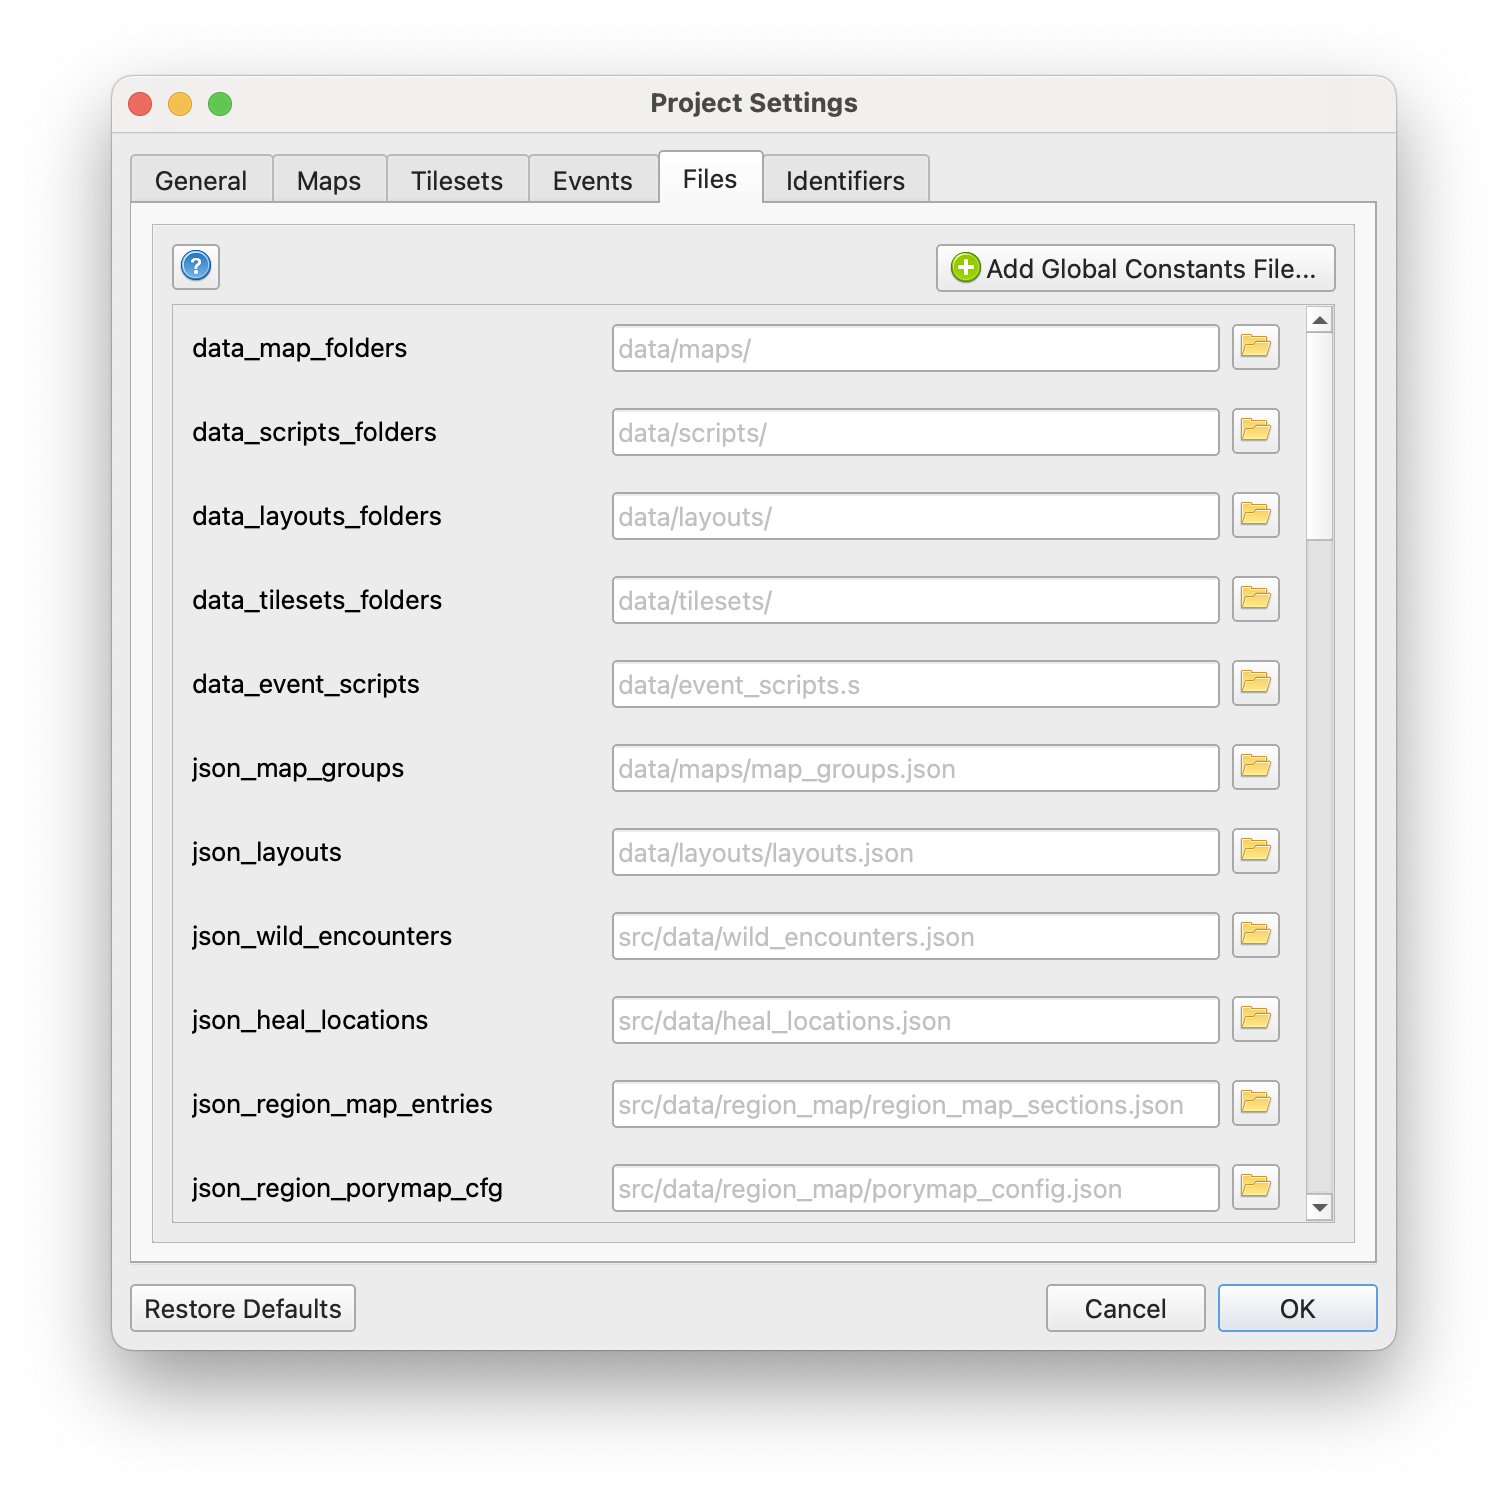 Project Settings
General Maps Tilesets Events Files Identifiers
? Add Global Constants File...
data_map_folders data/maps/
data_scripts_folders data/scripts/
data_layouts_folders data/layouts/
data_tilesets_folders data/tilesets/
data_event_scripts data/event_scripts.s
json_map_groups data/maps/map_groups.json
json_layouts data/layouts/layouts.json
json_wild_encounters src/data/wild_encounters.json
json_heal_locations src/data/heal_locations.json
json_region_map_entries src/data/region_map/region_map_sections.json
json_region_porymap_cfg src/data/region_map/porymap_config.json
Restore Defaults Cancel OK